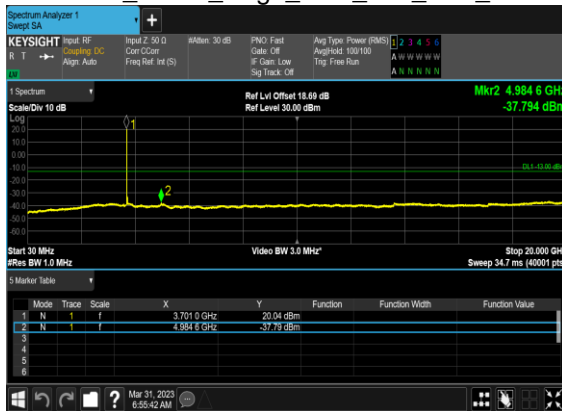 Spectrum Analyzer 1
Swept SA
+
KEYSIGHT
R T
Input: RF
Coupling: DC
Align: Auto
Input Z: 50 Ω
Corr CCorr
Freq Ref: Int (S)
#Atten: 30 dB
PNO: Fast
Gate: Off
IF Gain: Low
Sig Track: Off
Avg Type: Power (RMS)
Avg|Hold: 100/100
Trig: Free Run
1 2 3 4 5 6
A W W W W W
A N N N N N
LXI
1 Spectrum
Scale/Div 10 dB
Ref Lvl Offset 18.69 dB
Ref Level 30.00 dBm
Mkr2 4.984 6 GHz
-37.794 dBm
Log
20.0
10.0
0.00
-10.0
-20.0
-30.0
-40.0
-50.0
-60.0
1
2
DL1 -13.00 dBm
Start 30 MHz
#Res BW 1.0 MHz
Video BW 3.0 MHz*
Stop 20.000 GHz
Sweep 34.7 ms (40001 pts)
5 Marker Table
Mode Trace Scale X Y Function Function Width Function Value
1 N 1 f 3.701 0 GHz 20.04 dBm
2 N 1 f 4.984 6 GHz -37.79 dBm
3
4
5
6
?
Mar 31, 2023
6:55:42 AM